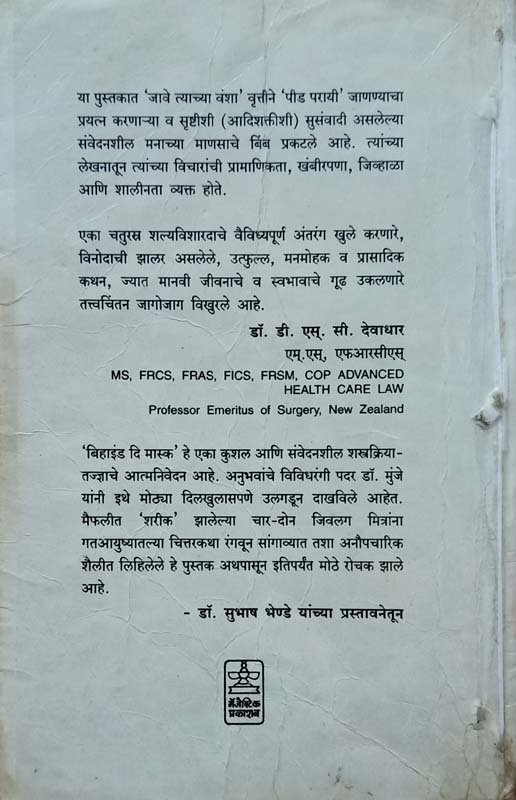 या पुस्तकात ‘जावे त्याच्या वंशा’ वृत्तीने ‘पीड परायी’ जाणण्याचा
प्रयत्न करणाऱ्या व सृष्टीशी (आदिशक्तीशी) सुसंवादी असलेल्या
संवेदनशील मनाच्या माणसाचे बिंब प्रकटले आहे. त्यांच्या
लेखनातून त्यांच्या विचारांची प्रामाणिकता, खंबीरपणा, जिव्हाळा
आणि शालीनता व्यक्त होते.
एका चतुरस्र शल्यविशारदाचे वैविध्यपूर्ण अंतरंग खुले करणारे,
विनोदाची झालर असलेले, उत्फुल्ल, मनमोहक व प्रासादिक
कथन, ज्यात मानवी जीवनाचे व स्वभावाचे गूढ उकलणारे
तत्त्वचिंतन जागोजाग विखुरले आहे.
डॉ. डी. एस्. सी. देवाधार
एम्.एस्, एफआरसीएस्
MS, FRCS, FRAS, FICS, FRSM, COP ADVANCED
HEALTH CARE LAW
Professor Emeritus of Surgery, New Zealand
‘बिहाइंड दि मास्क’ हे एका कुशल आणि संवेदनशील शस्त्रक्रिया-
तज्ज्ञाचे आत्मनिवेदन आहे. अनुभवांचे विविधरंगी पदर डॉ. मुंजे
यांनी इथे मोठ्या दिलखुलासपणे उलगडून दाखविले आहेत.
मैफलीत ‘शरीक’ झालेल्या चार-दोन जिवलग मित्रांना
गतआयुष्यातल्या चित्तरकथा रंगवून सांगाव्यात तशा अनौपचारिक
शैलीत लिहिलेले हे पुस्तक अथपासून इतिपर्यंत मोठे रोचक झाले
आहे.
- डॉ. सुभाष भेण्डे यांच्या प्रस्तावनेतून
मॅजेस्टिक
प्रकाशन